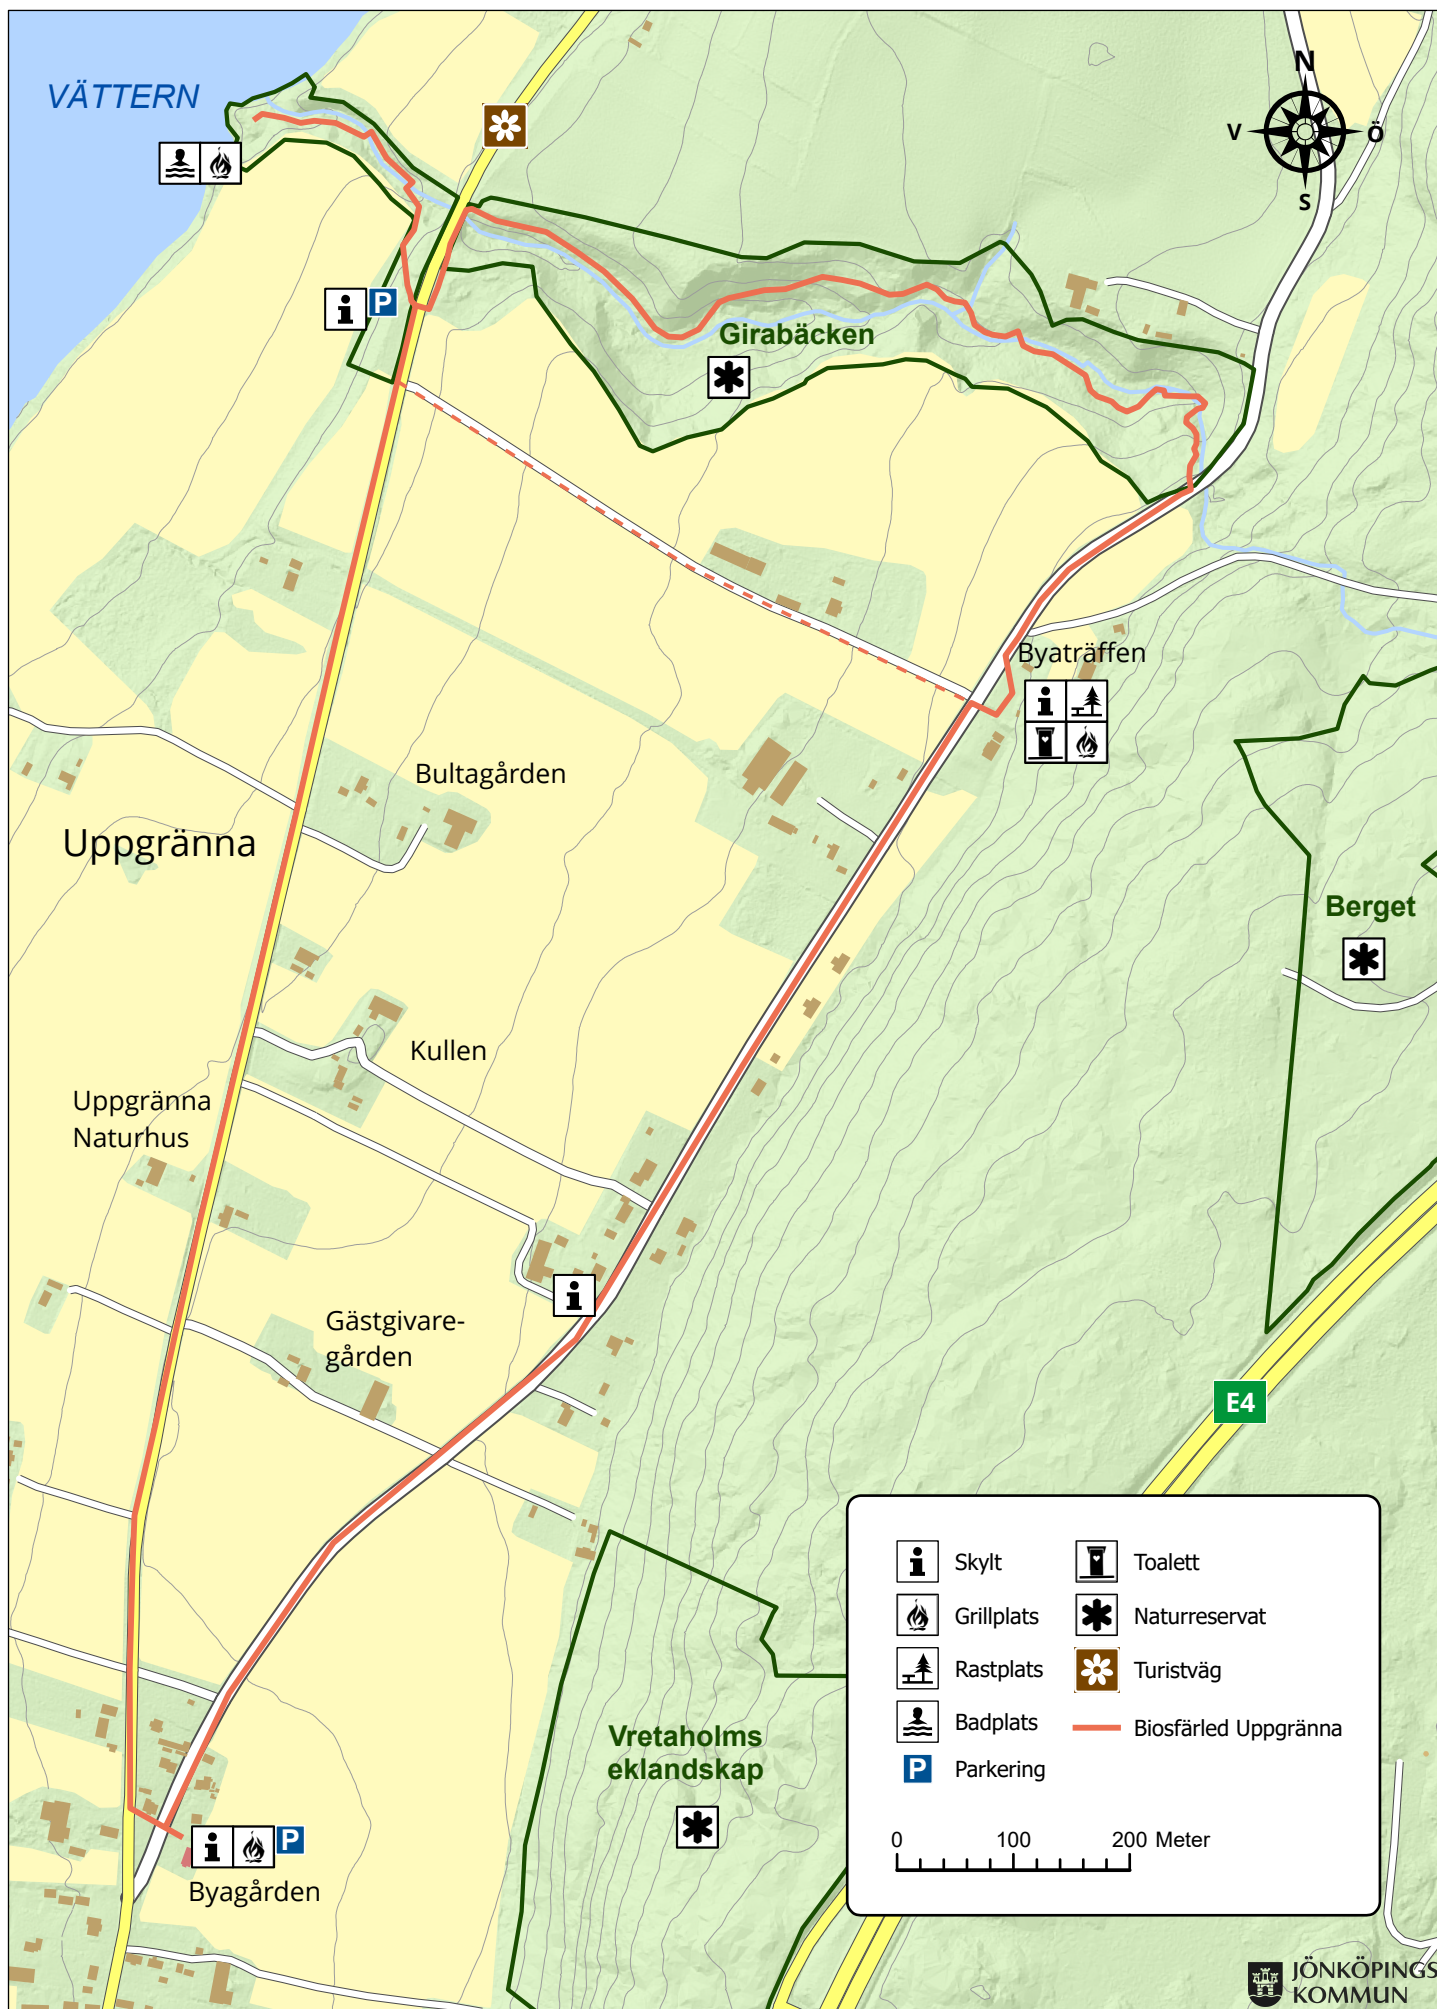 VÄTTERN
N
V
Ö
S
P
Girabäcken
Byaträffen
Bultagården
Uppgränna
Berget
Kullen
Uppgränna
Naturhus
Gästgivare-
gården
E4
Skylt
Toalett
Grillplats
Naturreservat
Rastplats
Turistväg
Badplats
Biosfärled Uppgränna
P
Parkering
0
100
200 Meter
Vretaholms
eklandskap
P
Byagården
JÖNKÖPINGS
KOMMUN